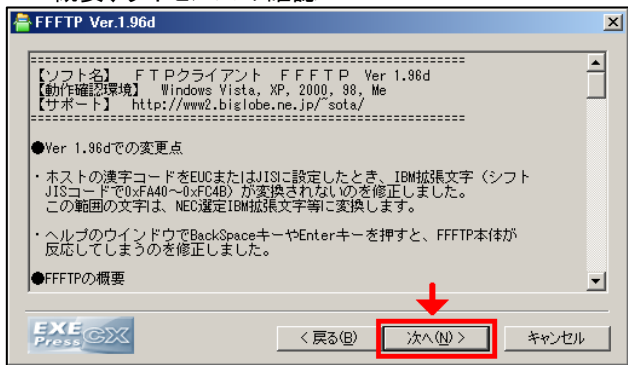 FFFTP Ver.1.96d
=======================================================
【ソフト名】 ＦＴＰクライアント ＦＦＦＴＰ Ver 1.96d
【動作確認環境】 Windows Vista, XP, 2000, 98, Me
【サポート】 http://www2.biglobe.ne.jp/~sota/
=======================================================
●Ver 1.96dでの変更点
・ホストの漢字コードをEUCまたはJISに設定したとき、IBM拡張文字（シフト
JISコードで0xFA40～0xFC4B）が変換されないのを修正しました。
この範囲の文字は、NEC選定IBM拡張文字等に変換します。
・ヘルプのウインドウでBackSpaceキーやEnterキーを押すと、FFFTP本体が
反応してしまうのを修正しました。
●FFFTPの概要
EXE
Press CX
< 戻る(B)
次へ(N) >
キャンセル